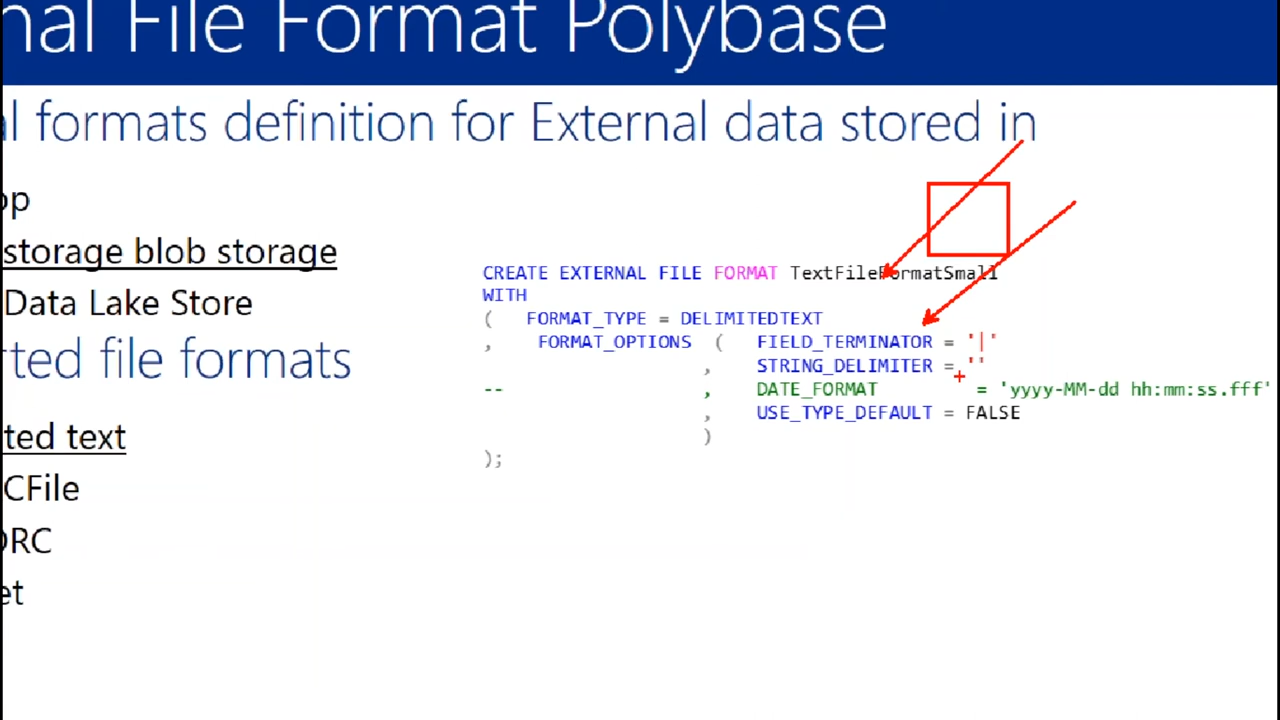 nal File Format Polybase
al formats definition for External data stored in
op
storage blob storage
Data Lake Store
rted file formats
ted text
CFile
ORC
et
CREATE EXTERNAL FILE FORMAT TextFileFormatSmall
WITH
( FORMAT_TYPE = DELIMITEDTEXT
, FORMAT_OPTIONS ( FIELD_TERMINATOR = '|'
, STRING_DELIMITER = ''
-- , DATE_FORMAT = 'yyyy-MM-dd hh:mm:ss.fff'
, USE_TYPE_DEFAULT = FALSE
)
);